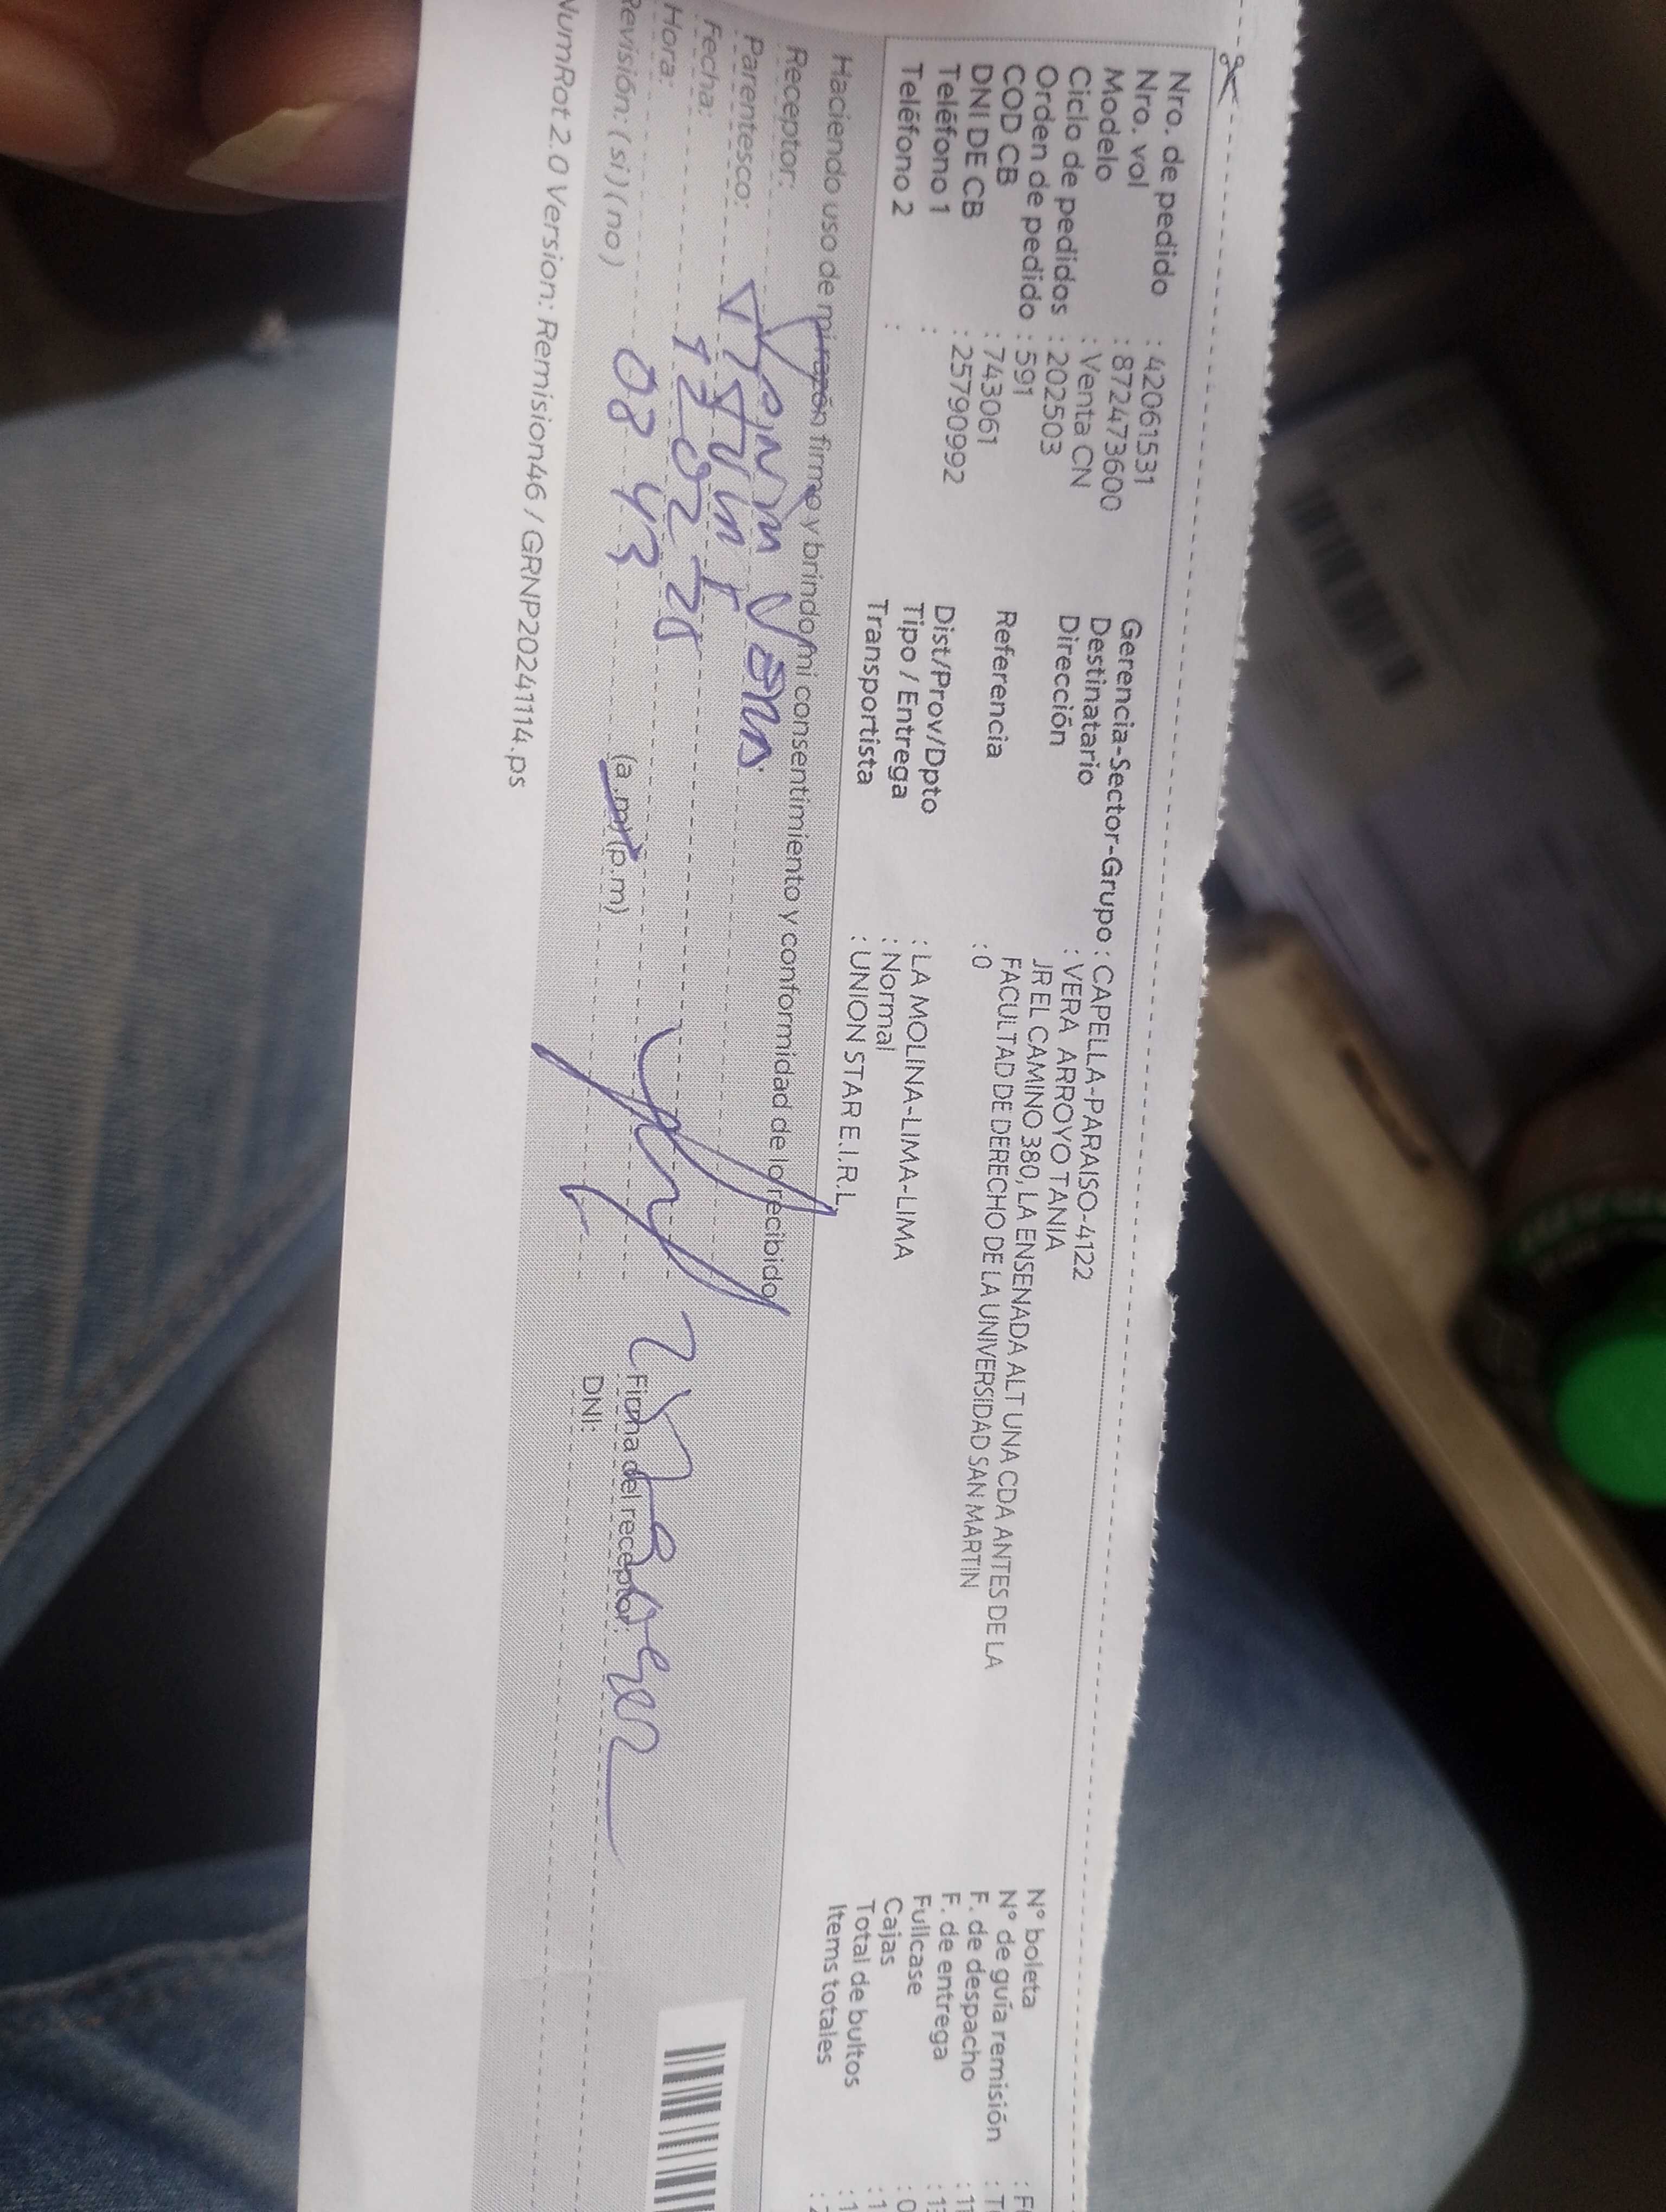 Nro. de pedido : 42061531
Nro. vol : 872473600
Modelo : Venta CN
Ciclo de pedidos : 202503
Orden de pedido : 591
COD CB : 743061
DNI DE CB : 25790992
Teléfono 1 :
Teléfono 2 :
Gerencia-Sector-Grupo : CAPELLA-PARAISO-4122
Destinatario : VERA ARROYO TANIA
Dirección JR EL CAMINO 380, LA ENSENADA ALT UNA CDA ANTES DE LA
FACULTAD DE DERECHO DE LA UNIVERSIDAD SAN MARTIN
Referencia : 0
Dist/Prov/Dpto : LA MOLINA-LIMA-LIMA
Tipo / Entrega : Normal
Transportista : UNION STAR E.I.R.L.
N° boleta
N° de guía remisión
F. de despacho
F. de entrega
Fullcase
Cajas
Total de bultos
Items totales
Haciendo uso de mi razón firmo y brindo mi consentimiento y conformidad de lo recibido
Receptor:
Parentesco:
Fecha:
Hora: 08 43 (a.m) (p.m)
Revisión: (si) (no)
Firma del receptor:
DNI:
NumRot 2.0 Version: Remision46 / GRNP20241114.ps